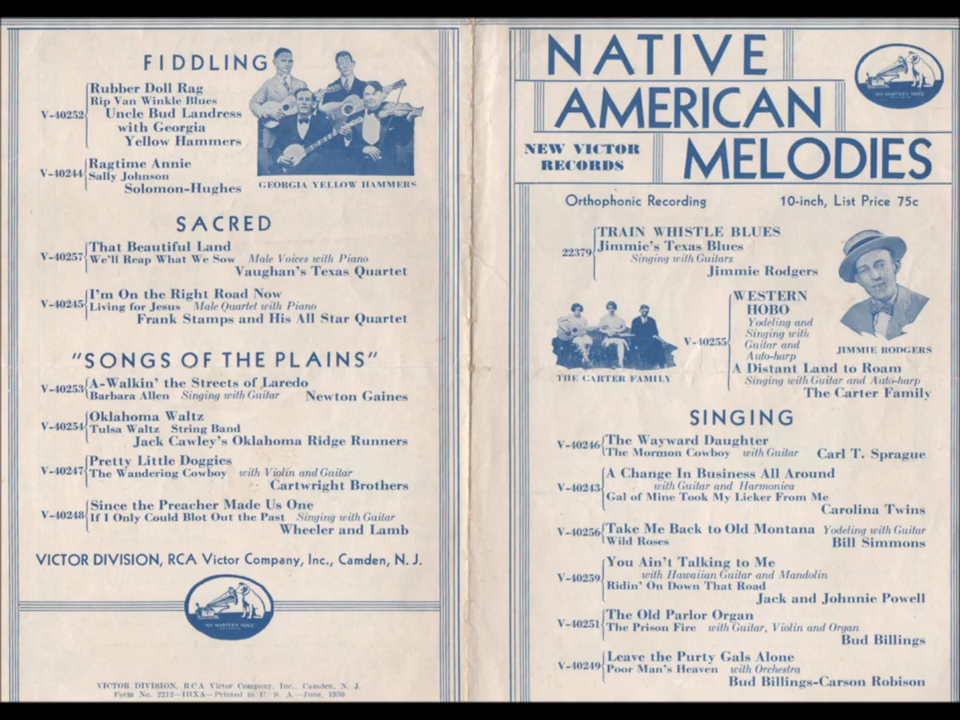 FIDDLING
Rubber Doll Rag
Rip Van Winkle Blues
V-40252
Uncle Bud Landress
with Georgia
Yellow Hammers
Ragtime Annie
V-40244
Sally Johnson
Solomon-Hughes
GEORGIA YELLOW HAMMERS
SACRED
That Beautiful Land
V-40257
We'll Reap What We Sow Male Voices with Piano
Vaughan's Texas Quartet
I'm On the Right Road Now
V-40245
Living for Jesus Male Quartet with Piano
Frank Stamps and His All Star Quartet
"SONGS OF THE PLAINS"
A-Walkin' the Streets of Laredo
V-40253
Barbara Allen Singing with Guitar Newton Gaines
Oklahoma Waltz
V-40254
Tulsa Waltz String Band
Jack Cawley's Oklahoma Ridge Runners
Pretty Little Doggies
V-40247
The Wandering Cowboy with Violin and Guitar
Cartwright Brothers
Since the Preacher Made Us One
V-40248
If I Only Could Blot Out the Past Singing with Guitar
Wheeler and Lamb
VICTOR DIVISION, RCA Victor Company, Inc., Camden, N. J.
HIS MASTER'S VOICE
VICTOR DIVISION, RCA Victor Company, Inc., Camden, N. J.
Form No. 2212—IHXA—Printed in U. S. A.—June, 1930
NATIVE
AMERICAN
MELODIES
HIS MASTER'S VOICE
NEW VICTOR
RECORDS
Orthophonic Recording 10-inch, List Price 75c
TRAIN WHISTLE BLUES
22379
Jimmie's Texas Blues
Singing with Guitars
Jimmie Rodgers
JIMMIE RODGERS
THE CARTER FAMILY
WESTERN
HOBO
Yodeling and
Singing with
V-40255
Guitar and
Auto-harp
A Distant Land to Roam
Singing with Guitar and Auto-harp
The Carter Family
SINGING
The Wayward Daughter
V-40246
The Mormon Cowboy with Guitar Carl T. Sprague
A Change In Business All Around
with Guitar and Harmonica
V-40243
Gal of Mine Took My Licker From Me
Carolina Twins
Take Me Back to Old Montana Yodeling with Guitar
V-40256
Wild Roses Bill Simmons
You Ain't Talking to Me
with Hawaiian Guitar and Mandolin
V-40259
Ridin' On Down That Road
Jack and Johnnie Powell
The Old Parlor Organ
V-40251
The Prison Fire with Guitar, Violin and Organ
Bud Billings
Leave the Purty Gals Alone
V-40249
Poor Man's Heaven with Orchestra
Bud Billings-Carson Robison